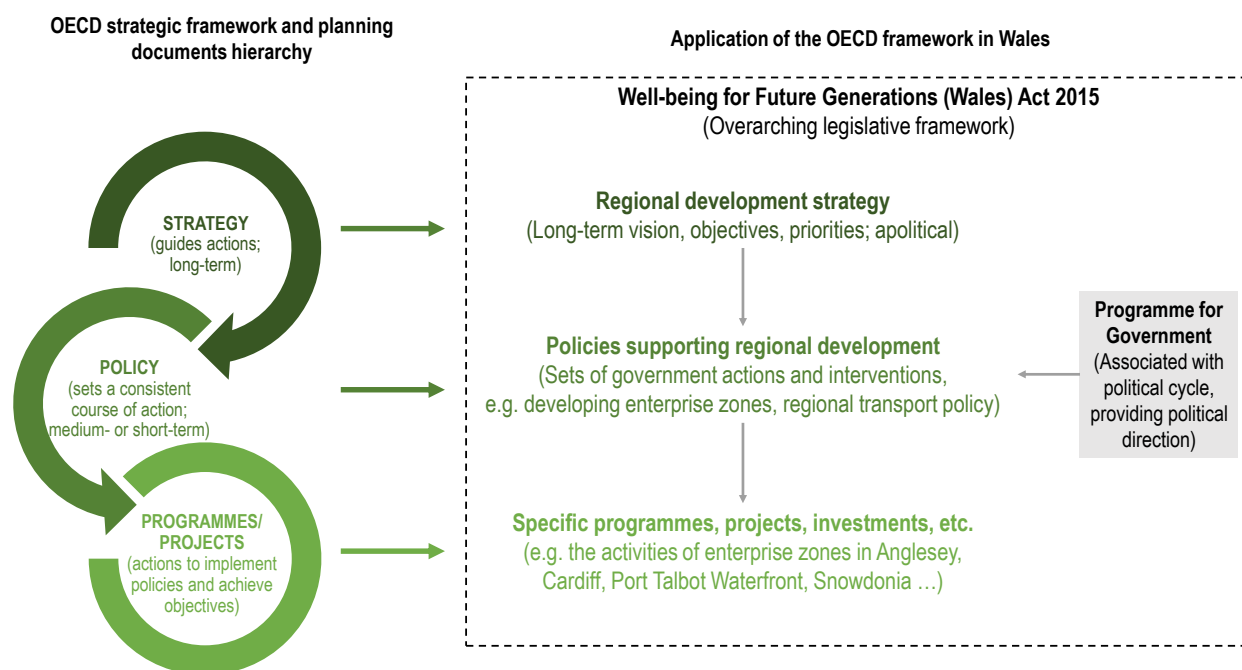 OECD strategic framework and planning
documents hierarchy
Application of the OECD framework in Wales
Well-being for Future Generations (Wales) Act 2015
(Overarching legislative framework)
STRATEGY
(guides actions;
long-term)
Regional development strategy
(Long-term vision, objectives, priorities; apolitical)
POLICY
(sets a consistent
course of action;
medium- or short-term)
Policies supporting regional development
(Sets of government actions and interventions,
e.g. developing enterprise zones, regional transport policy)
Programme for
Government
(Associated with
political cycle,
providing political
direction)
PROGRAMMES/
PROJECTS
(actions to implement
policies and achieve
objectives)
Specific programmes, projects, investments, etc.
(e.g. the activities of enterprise zones in Anglesey,
Cardiff, Port Talbot Waterfront, Snowdonia …)